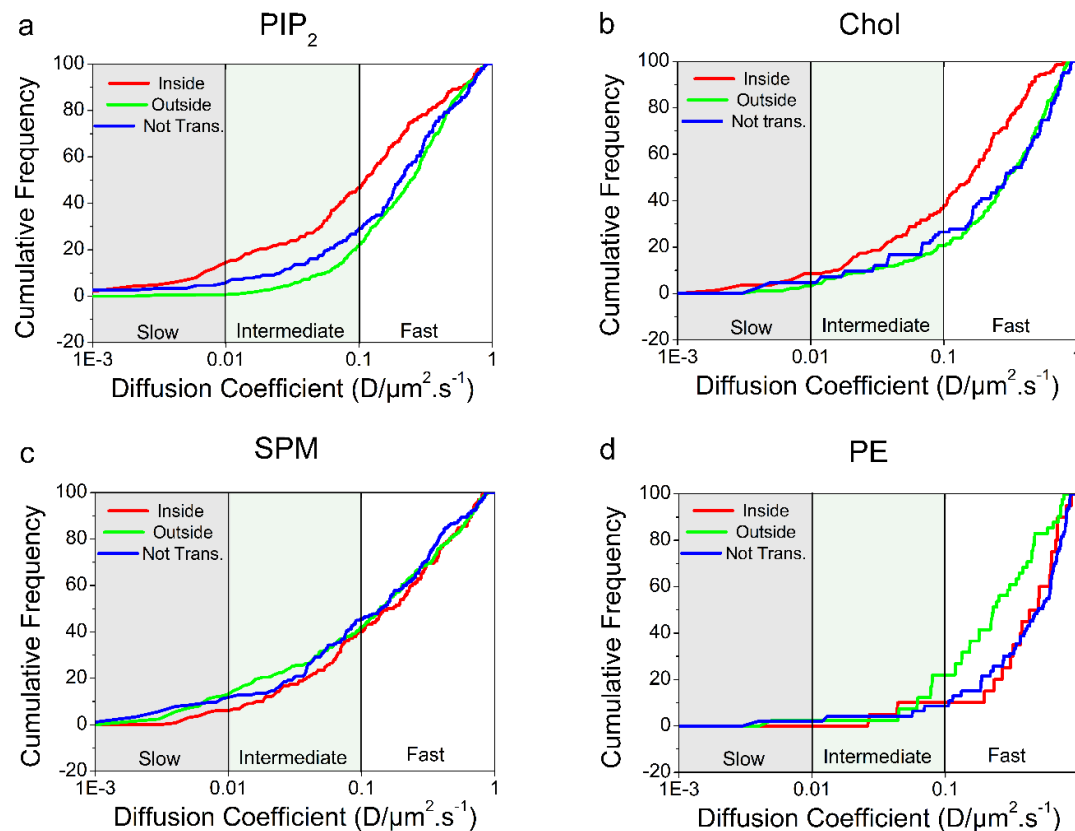 a
PIP2
Cumulative Frequency
100
80
60
40
20
0
-20
Inside
Outside
Not Trans.
Slow
Intermediate
Fast
1E-3
0.01
0.1
1
Diffusion Coefficient (D/µm².s⁻¹)
b
Chol
Cumulative Frequency
100
80
60
40
20
0
-20
Inside
Outside
Not trans.
Slow
Intermediate
Fast
1E-3
0.01
0.1
Diffusion Coefficient (D/µm².s⁻¹)
c
SPM
Cumulative Frequency
100
80
60
40
20
0
-20
Inside
Outside
Not Trans.
Slow
Intermediate
Fast
1E-3
0.01
0.1
1
Diffusion Coefficient (D/µm².s⁻¹)
d
PE
Cumulative Frequency
100
80
60
40
20
0
-20
Inside
Outside
Not Trans.
Slow
Intermediate
Fast
1E-3
0.01
0.1
Diffusion Coefficient (D/µm².s⁻¹)